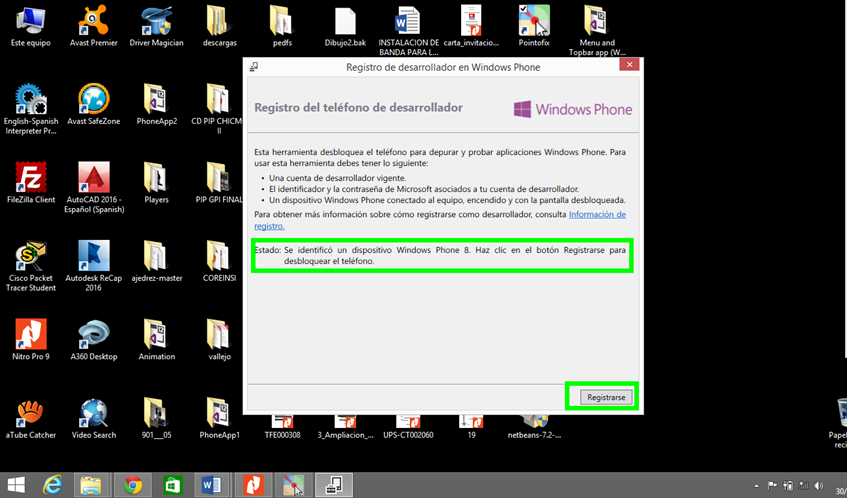 Este equipo
Avast Premier
Driver Magician
descargas
pedfs
Dibujo2.bak
INSTALACION DE
BANDA PARA L...
carta_invitacio...
Pointofix
Menu and
Topbar app (W...
Registro de desarrollador en Windows Phone
Registro del teléfono de desarrollador
Windows Phone
Esta herramienta desbloquea el teléfono para depurar y probar aplicaciones Windows Phone. Para
usar esta herramienta debes tener lo siguiente:
• Una cuenta de desarrollador vigente.
• El identificador y la contraseña de Microsoft asociados a tu cuenta de desarrollador.
• Un dispositivo Windows Phone conectado al equipo, encendido y con la pantalla desbloqueada.
Para obtener más información sobre cómo registrarse como desarrollador, consulta Información de
registro.
Estado: Se identificó un dispositivo Windows Phone 8. Haz clic en el botón Registrarse para
desbloquear el teléfono.
Registrarse
English-Spanish
Interpreter Pr...
Avast SafeZone
PhoneApp2
CD PIP CHICM
II
FileZilla Client
AutoCAD 2016 -
Español (Spanish)
Players
PIP GPI FINAL
Cisco Packet
Tracer Student
Autodesk ReCap
2016
ajedrez-master
COREINSI
Nitro Pro 9
A360 Desktop
Animation
vallejo
aTube Catcher
Video Search
901___05
PhoneApp1
TFE000308
3_Ampliacion_...
UPS-CT002060
19
netbeans-7.2-...
Papel
reci
30/